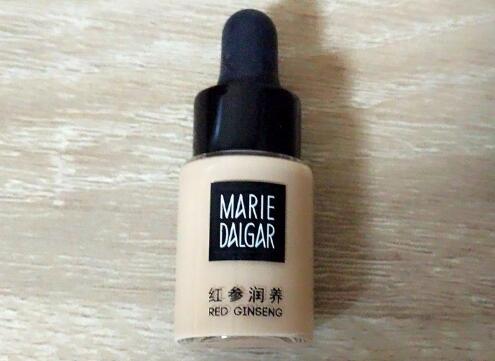 MARIE
DALGAR
红参润养
RED GINSENG